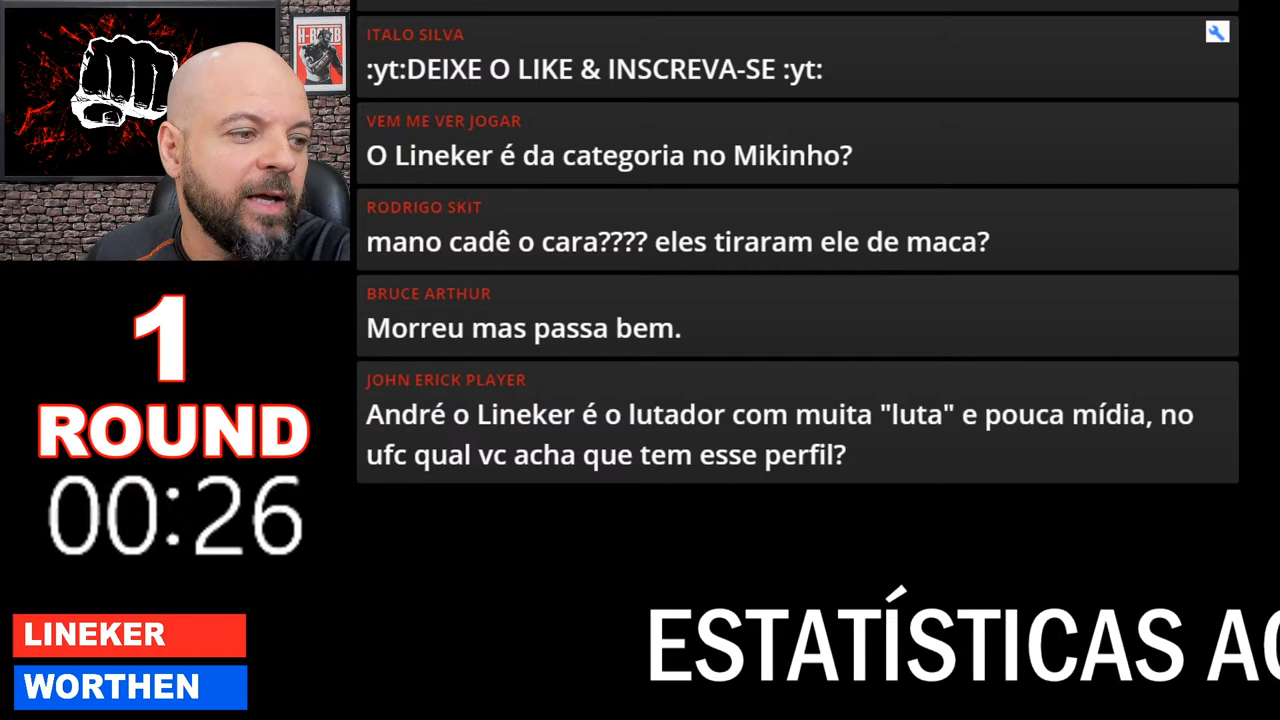 H-BOMB
ITALO SILVA
:yt:DEIXE O LIKE & INSCREVA-SE :yt:
VEM ME VER JOGAR
O Lineker é da categoria no Mikinho?
RODRIGO SKIT
mano cadê o cara???? eles tiraram ele de maca?
BRUCE ARTHUR
Morreu mas passa bem.
JOHN ERICK PLAYER
André o Lineker é o lutador com muita "luta" e pouca mídia, no
ufc qual vc acha que tem esse perfil?
1
ROUND
00:26
LINEKER
WORTHEN
ESTATÍSTICAS AO